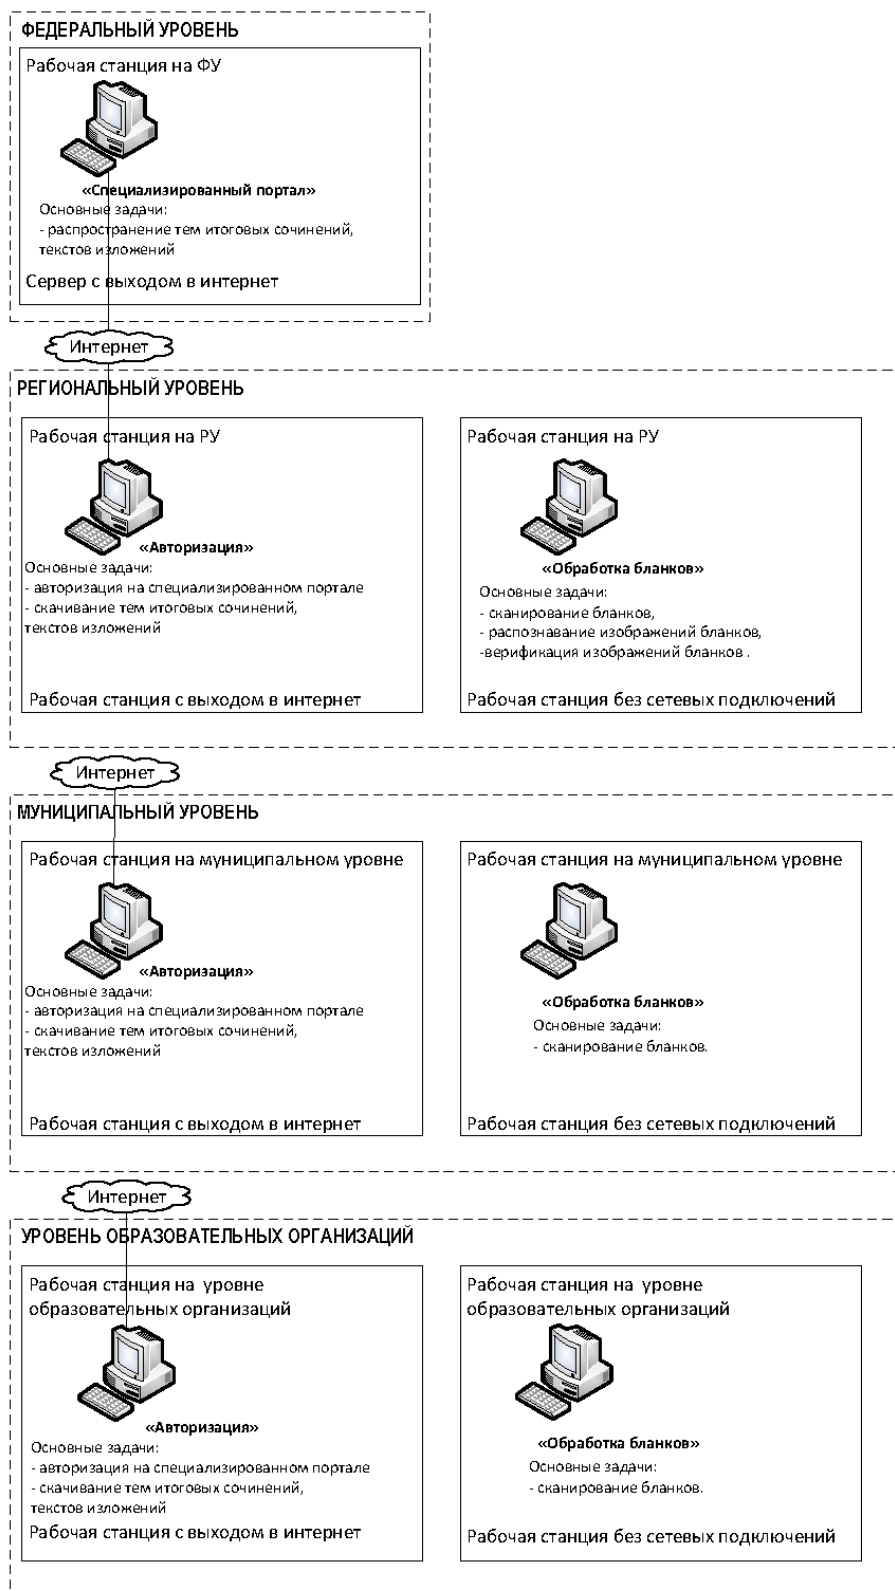 ФЕДЕРАЛЬНЫЙ УРОВЕНЬ
Рабочая станция на ФУ
«Специализированный портал»
Основные задачи:
- распространение тем итоговых сочинений,
текстов изложений
Сервер с выходом в интернет
Интернет
РЕГИОНАЛЬНЫЙ УРОВЕНЬ
Рабочая станция на РУ
«Авторизация»
Основные задачи:
- авторизация на специализированном портале
- скачивание тем итоговых сочинений,
текстов изложений
Рабочая станция с выходом в интернет
Рабочая станция на РУ
«Обработка бланков»
Основные задачи:
- сканирование бланков,
- распознавание изображений бланков,
-верификация изображений бланков .
Рабочая станция без сетевых подключений
Интернет
МУНИЦИПАЛЬНЫЙ УРОВЕНЬ
Рабочая станция на муниципальном уровне
«Авторизация»
Основные задачи:
- авторизация на специализированном портале
- скачивание тем итоговых сочинений,
текстов изложений
Рабочая станция с выходом в интернет
Рабочая станция на муниципальном уровне
«Обработка бланков»
Основные задачи:
- сканирование бланков.
Рабочая станция без сетевых подключений
Интернет
УРОВЕНЬ ОБРАЗОВАТЕЛЬНЫХ ОРГАНИЗАЦИЙ
Рабочая станция на уровне
образовательных организаций
«Авторизация»
Основные задачи:
- авторизация на специализированном портале
- скачивание тем итоговых сочинений,
текстов изложений
Рабочая станция с выходом в интернет
Рабочая станция на уровне
образовательных организаций
«Обработка бланков»
Основные задачи:
- сканирование бланков.
Рабочая станция без сетевых подключений